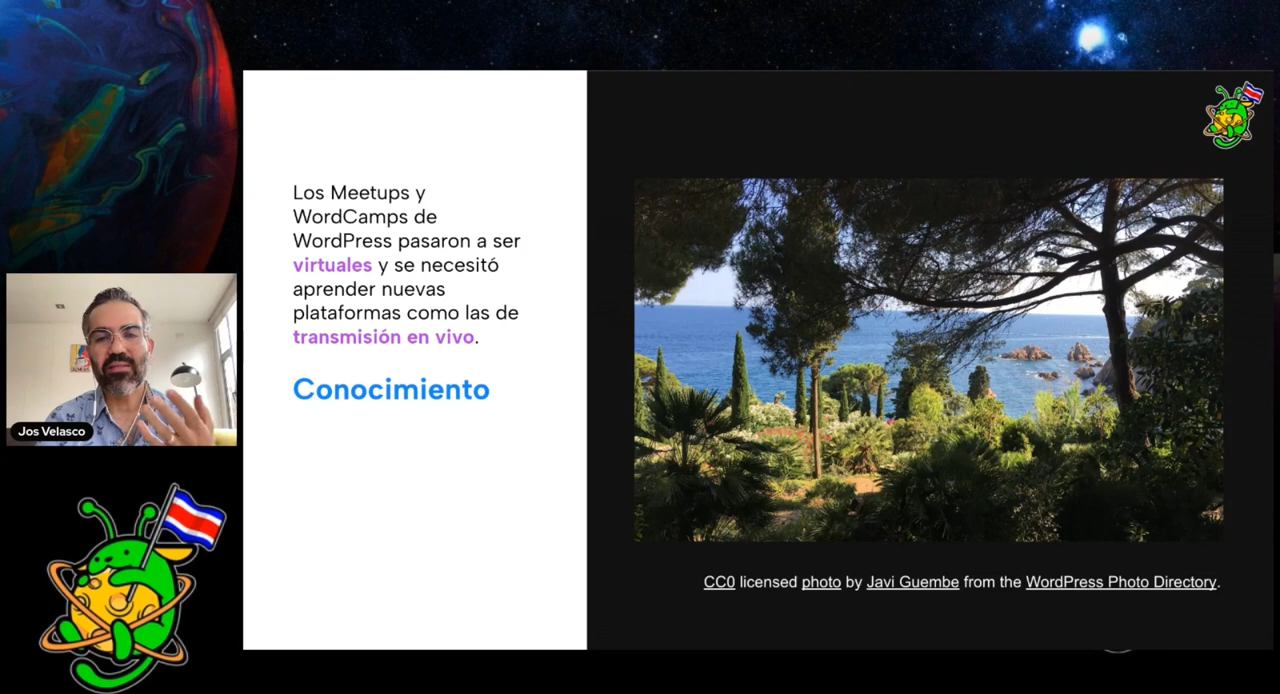 Los Meetups y
WordCamps de
WordPress pasaron a ser
virtuales y se necesitó
aprender nuevas
plataformas como las de
transmisión en vivo.
Conocimiento
Jos Velasco
CC0 licensed photo by Javi Guembe from the WordPress Photo Directory.